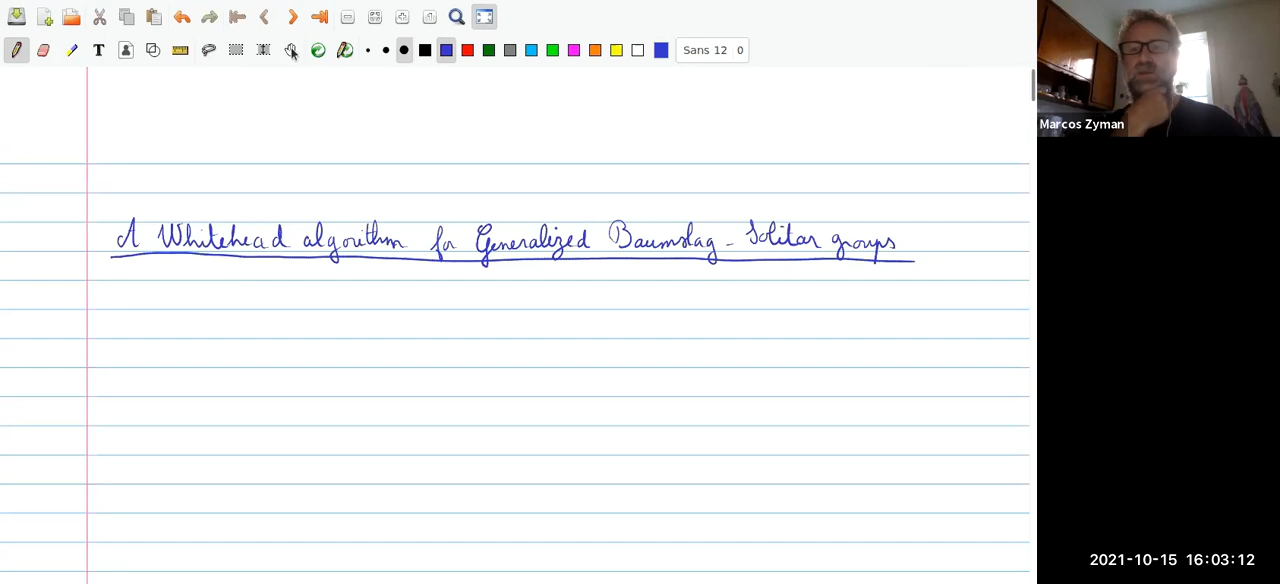 T
Sans 12 0
Marcos Zyman
A Whitehead algorithm for Generalized Baumslag - Solitar groups
2021-10-15 16:03:12